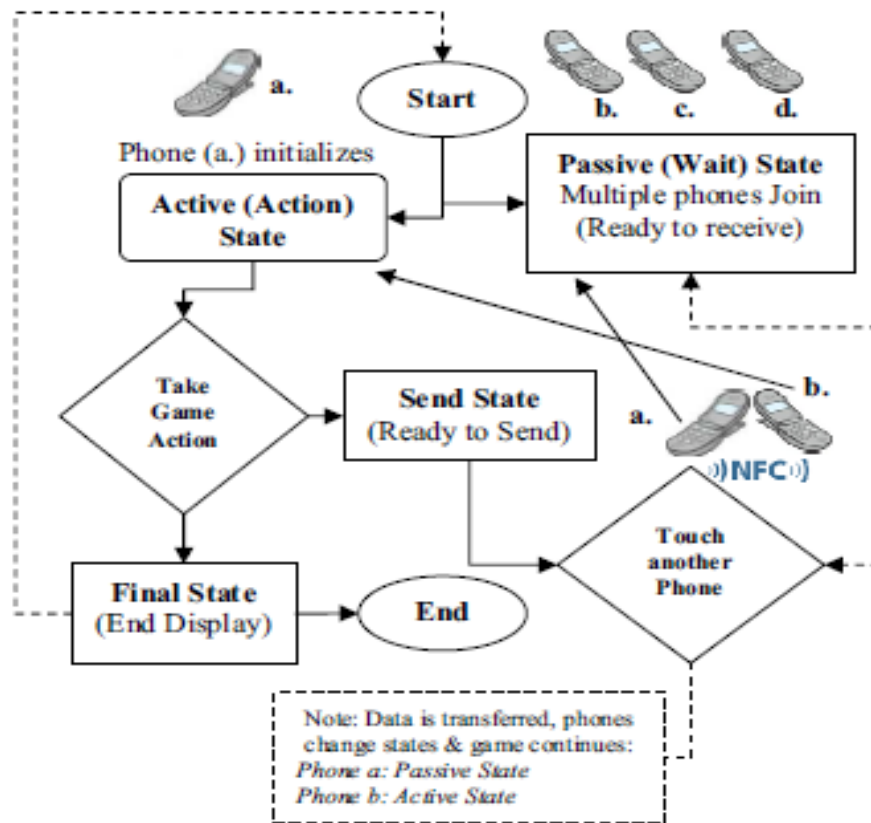 a.
Start
b. c. d.
Phone (a.) initializes
Active (Action)
State
Passive (Wait) State
Multiple phones Join
(Ready to receive)
Take
Game
Action
Send State
(Ready to Send)
a.
b.
NFC
Touch
another
Phone
Final State
(End Display)
End
Note: Data is transferred, phones
change states & game continues:
Phone a: Passive State
Phone b: Active State